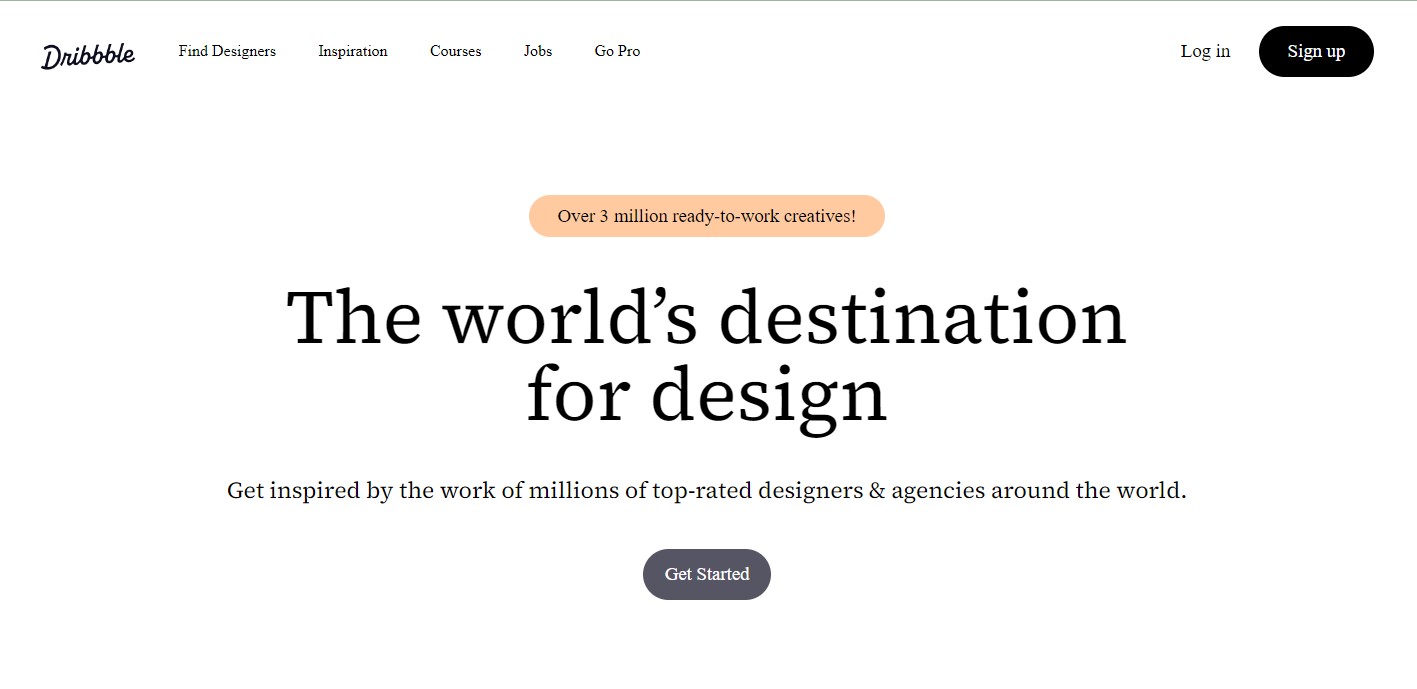 Dribbble
Find Designers
Inspiration
Courses
Jobs
Go Pro
Log in
Sign up
Over 3 million ready-to-work creatives!
The world’s destination
for design
Get inspired by the work of millions of top-rated designers & agencies around the world.
Get Started